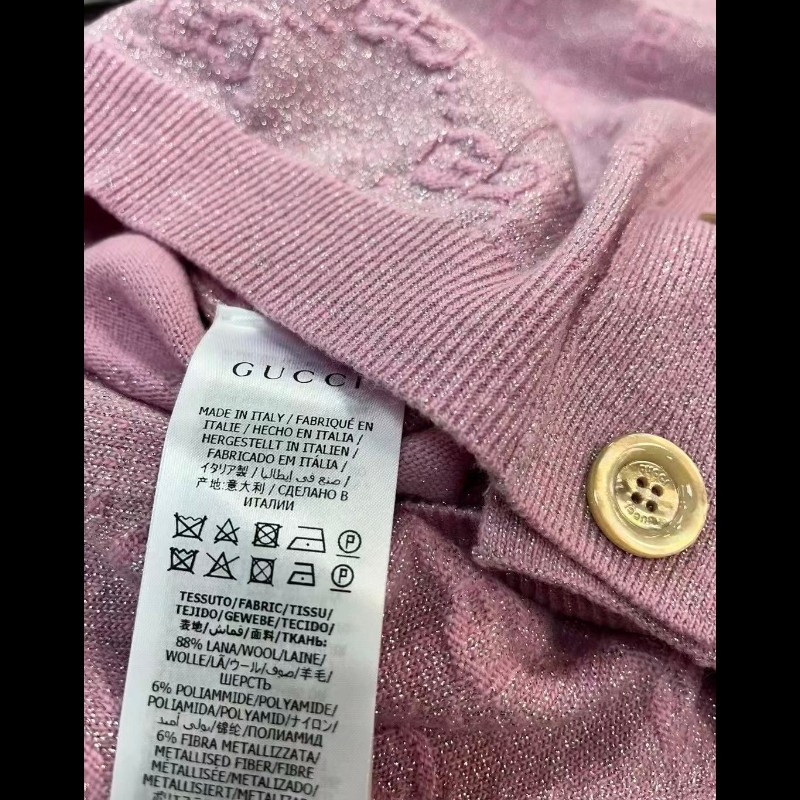 GUCCI
MADE IN ITALY / FABRIQUÉ EN
ITALIE / HECHO EN ITALIA /
HERGESTELLT IN ITALIEN /
FABRICADO EM ITÁLIA /
イタリア製 / صنع في إيطاليا /
产地:意大利 / СДЕЛАНО В
ИТАЛИИ
TESSUTO/FABRIC/TISSU/
TEJIDO/GEWEBE/TECIDO/
表地/قماش/面料/ТКАНЬ:
88% LANA/WOOL/LAINE/
WOLLE/LÃ/ウール/صوف/羊毛/
ШЕРСТЬ
6% POLIAMMIDE/POLYAMIDE/
POLIAMIDA/POLYAMID/ナイロン/
بولي أميد/锦纶/ПОЛИАМИД
6% FIBRA METALLIZZATA/
METALLISED FIBER/FIBRE
MÉTALLISÉE/METALIZADO/
METALLISIERT/METALIZADO/
GUCCI
GUCCI